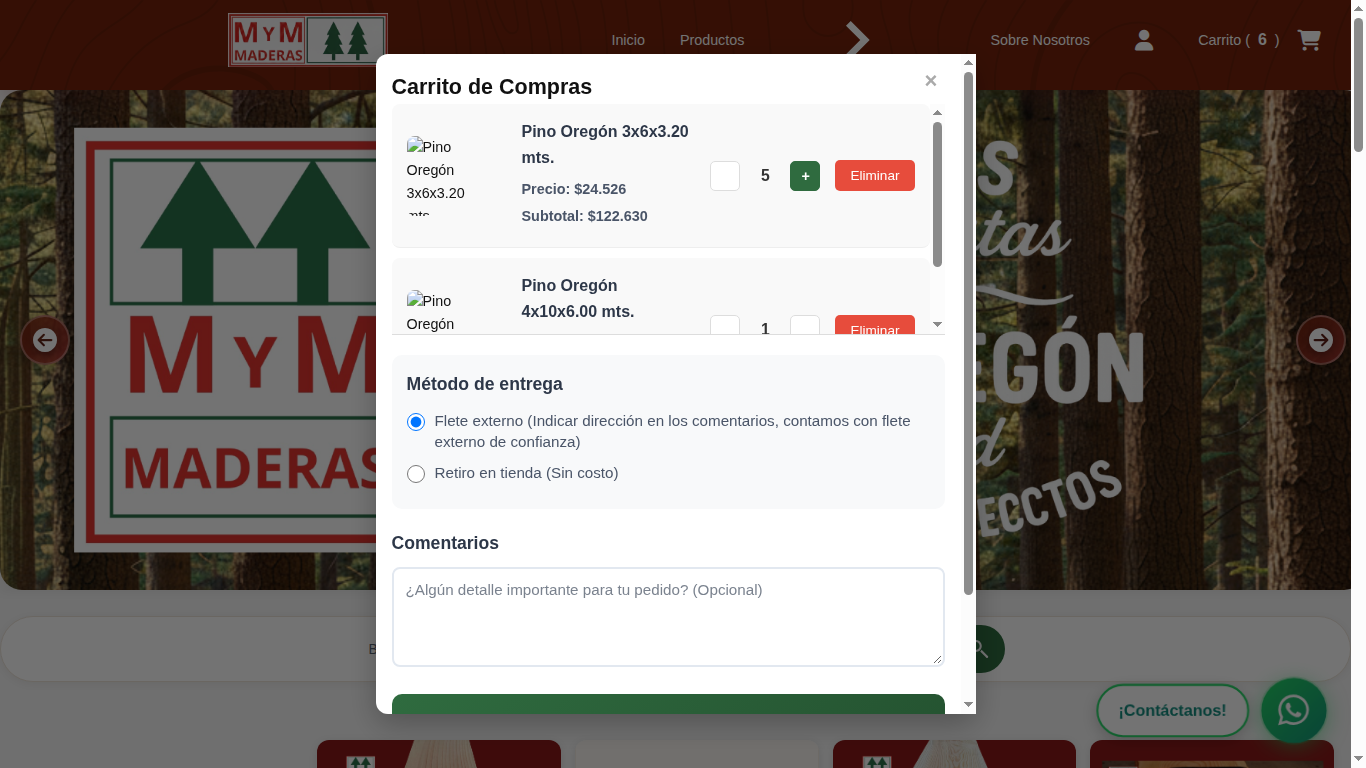 MYM
MADERAS
Inicio
Productos
Sobre Nosotros
Carrito ( 6 )
Carrito de Compras
×
Pino
Oregón
3x6x3.20
mts.
Pino Oregón 3x6x3.20
mts.
Precio: $24.526
Subtotal: $122.630
5
+
Eliminar
Pino
Oregón
Pino Oregón
4x10x6.00 mts.
1
Eliminar
MYM
MADERAS
Método de entrega
Flete externo (Indicar dirección en los comentarios, contamos con flete
externo de confianza)
Retiro en tienda (Sin costo)
Comentarios
¿Algún detalle importante para tu pedido? (Opcional)
¡Contáctanos!